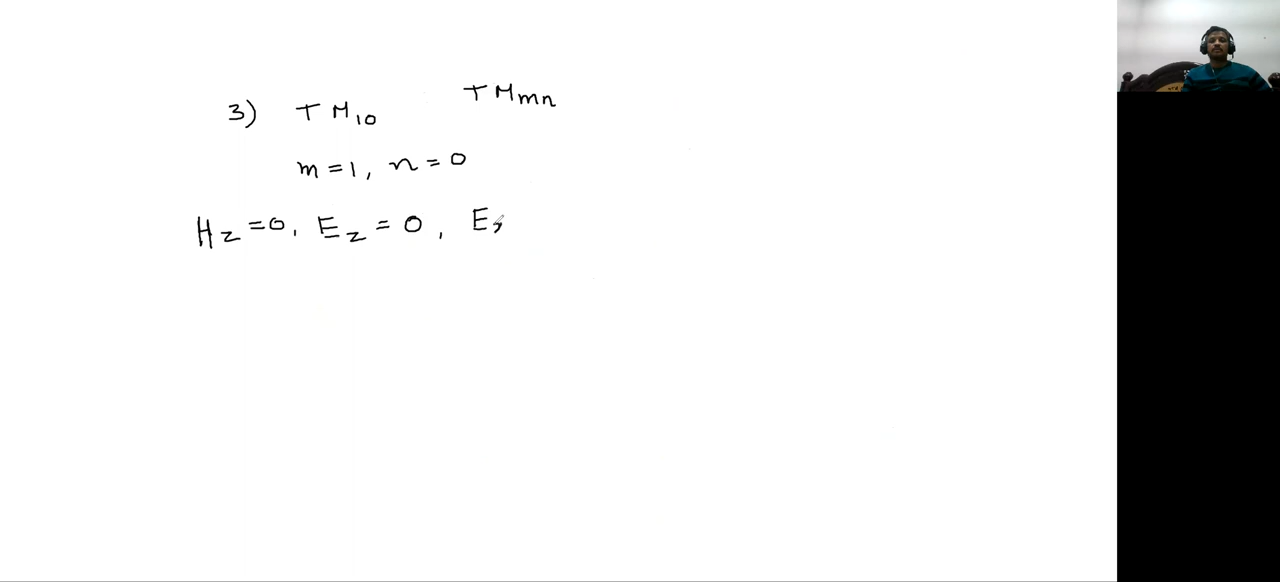 3) TM10 TMmn
m = 1, n = 0
Hz = 0, Ez = 0, E